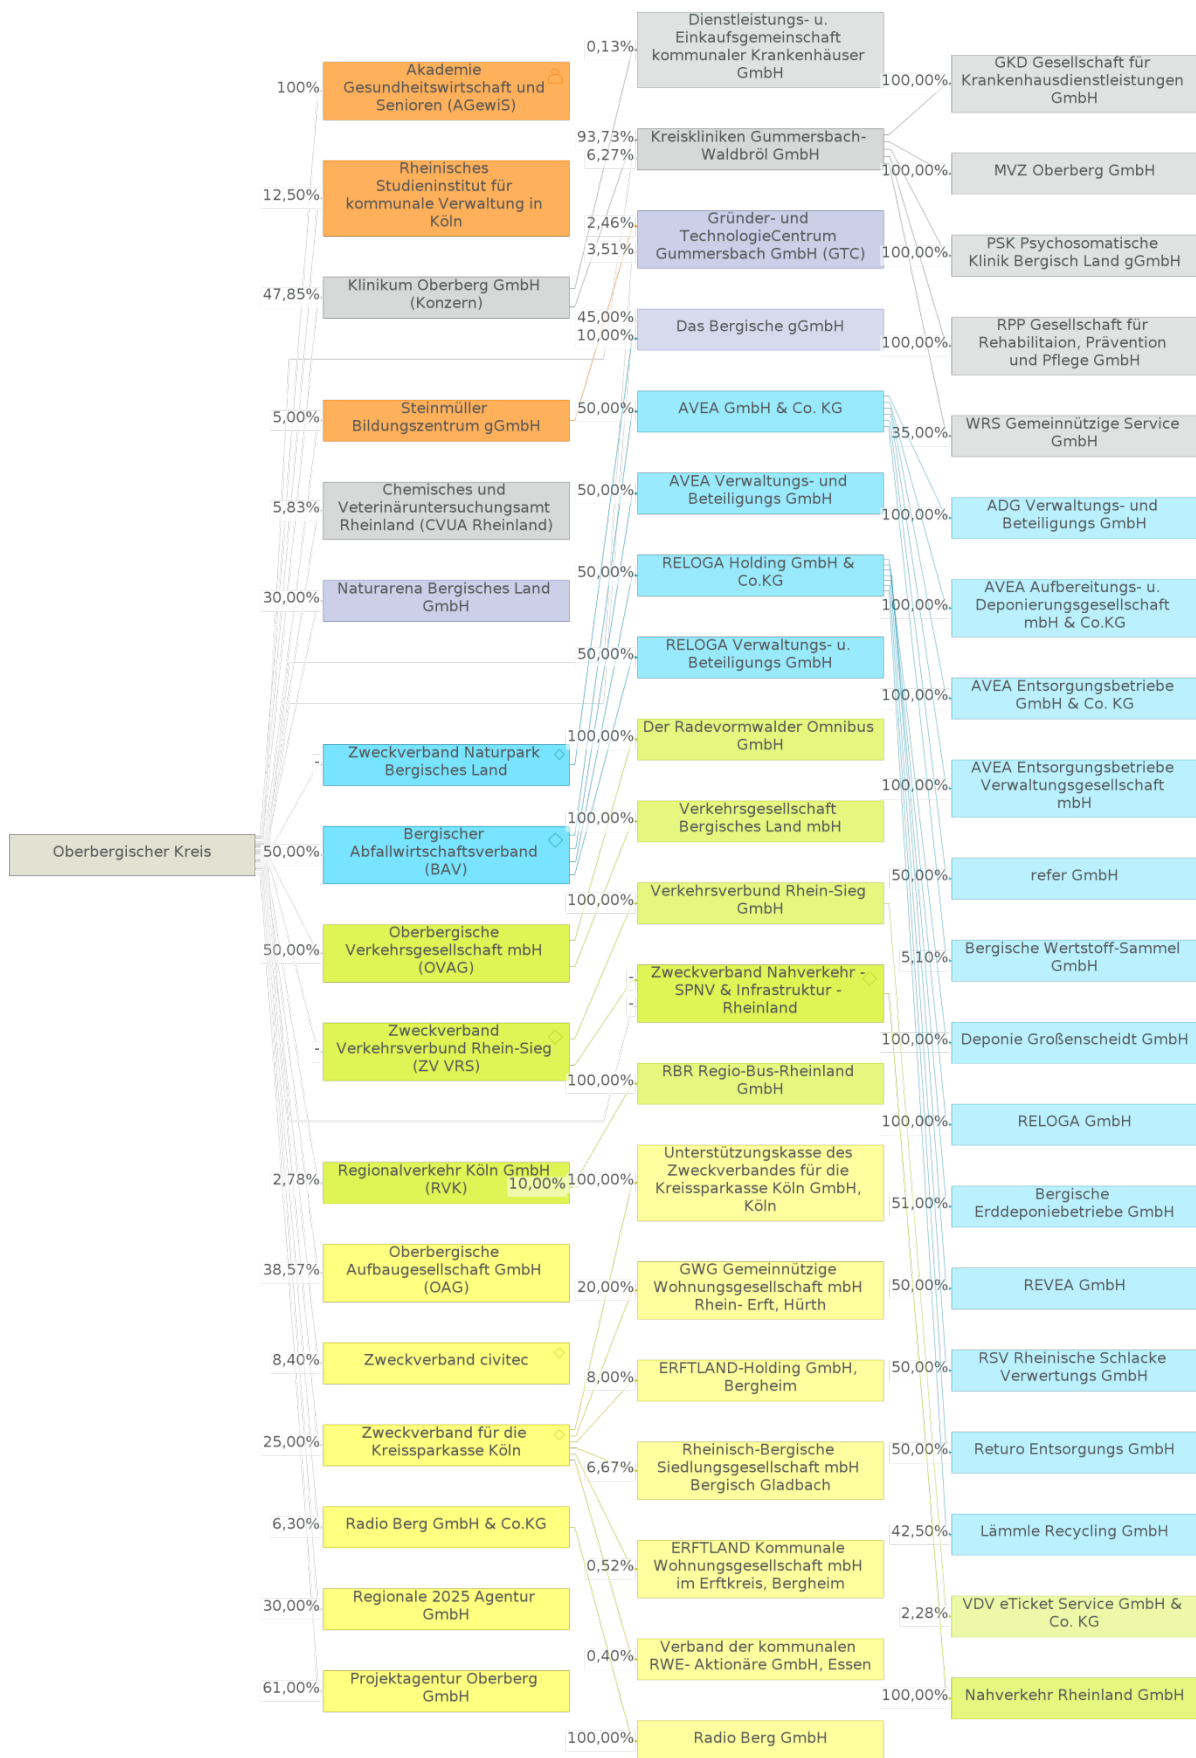 Oberbergischer Kreis
100%
Akademie
Gesundheitswirtschaft und
Senioren (AGewiS)
12,50%
Rheinisches
Studieninstitut für
kommunale Verwaltung in
Köln
47,85%
Klinikum Oberberg GmbH
(Konzern)
5,00%
Steinmüller
Bildungszentrum gGmbH
5,83%
Chemisches und
Veterinäruntersuchungsamt
Rheinland (CVUA Rheinland)
30,00%
Naturarena Bergisches Land
GmbH
-
Zweckverband Naturpark
Bergisches Land
50,00%
Bergischer
Abfallwirtschaftsverband
(BAV)
50,00%
Oberbergische
Verkehrsgesellschaft mbH
(OVAG)
-
Zweckverband
Verkehrsverbund Rhein-Sieg
(ZV VRS)
2,78%
Regionalverkehr Köln GmbH
(RVK)
10,00%
38,57%
Oberbergische
Aufbaugesellschaft GmbH
(OAG)
8,40%
Zweckverband civitec
25,00%
Zweckverband für die
Kreissparkasse Köln
6,30%
Radio Berg GmbH & Co.KG
30,00%
Regionale 2025 Agentur
GmbH
61,00%
Projektagentur Oberberg
GmbH
0,13%
Dienstleistungs- u.
Einkaufsgemeinschaft
kommunaler Krankenhäuser
GmbH
93,73%
6,27%
Kreiskliniken Gummersbach-
Waldbröl GmbH
2,46%
3,51%
Gründer- und
TechnologieCentrum
Gummersbach GmbH (GTC)
45,00%
10,00%
Das Bergische gGmbH
50,00%
AVEA GmbH & Co. KG
50,00%
AVEA Verwaltungs- und
Beteiligungs GmbH
50,00%
RELOGA Holding GmbH &
Co.KG
50,00%
RELOGA Verwaltungs- u.
Beteiligungs GmbH
100,00%
Der Radevormwalder Omnibus
GmbH
100,00%
Verkehrsgesellschaft
Bergisches Land mbH
100,00%
Verkehrsverbund Rhein-Sieg
GmbH
-
-
Zweckverband Nahverkehr -
SPNV & Infrastruktur -
Rheinland
100,00%
RBR Regio-Bus-Rheinland
GmbH
100,00%
Unterstützungskasse des
Zweckverbandes für die
Kreissparkasse Köln GmbH,
Köln
20,00%
GWG Gemeinnützige
Wohnungsgesellschaft mbH
Rhein- Erft, Hürth
8,00%
ERFTLAND-Holding GmbH,
Bergheim
6,67%
Rheinisch-Bergische
Siedlungsgesellschaft mbH
Bergisch Gladbach
0,52%
ERFTLAND Kommunale
Wohnungsgesellschaft mbH
im Erftkreis, Bergheim
0,40%
Verband der kommunalen
RWE- Aktionäre GmbH, Essen
100,00%
Radio Berg GmbH
100,00%
GKD Gesellschaft für
Krankenhausdienstleistungen
GmbH
100,00%
MVZ Oberberg GmbH
100,00%
PSK Psychosomatische
Klinik Bergisch Land gGmbH
100,00%
RPP Gesellschaft für
Rehabilitaion, Prävention
und Pflege GmbH
35,00%
WRS Gemeinnützige Service
GmbH
100,00%
ADG Verwaltungs- und
Beteiligungs GmbH
100,00%
AVEA Aufbereitungs- u.
Deponierungsgesellschaft
mbH & Co.KG
100,00%
AVEA Entsorgungsbetriebe
GmbH & Co. KG
100,00%
AVEA Entsorgungsbetriebe
Verwaltungsgesellschaft
mbH
50,00%
refer GmbH
5,10%
Bergische Wertstoff-Sammel
GmbH
100,00%
Deponie Großenscheidt GmbH
100,00%
RELOGA GmbH
51,00%
Bergische
Erddeponiebetriebe GmbH
50,00%
REVEA GmbH
50,00%
RSV Rheinische Schlacke
Verwertungs GmbH
50,00%
Returo Entsorgungs GmbH
42,50%
Lämmle Recycling GmbH
2,28%
VDV eTicket Service GmbH &
Co. KG
100,00%
Nahverkehr Rheinland GmbH